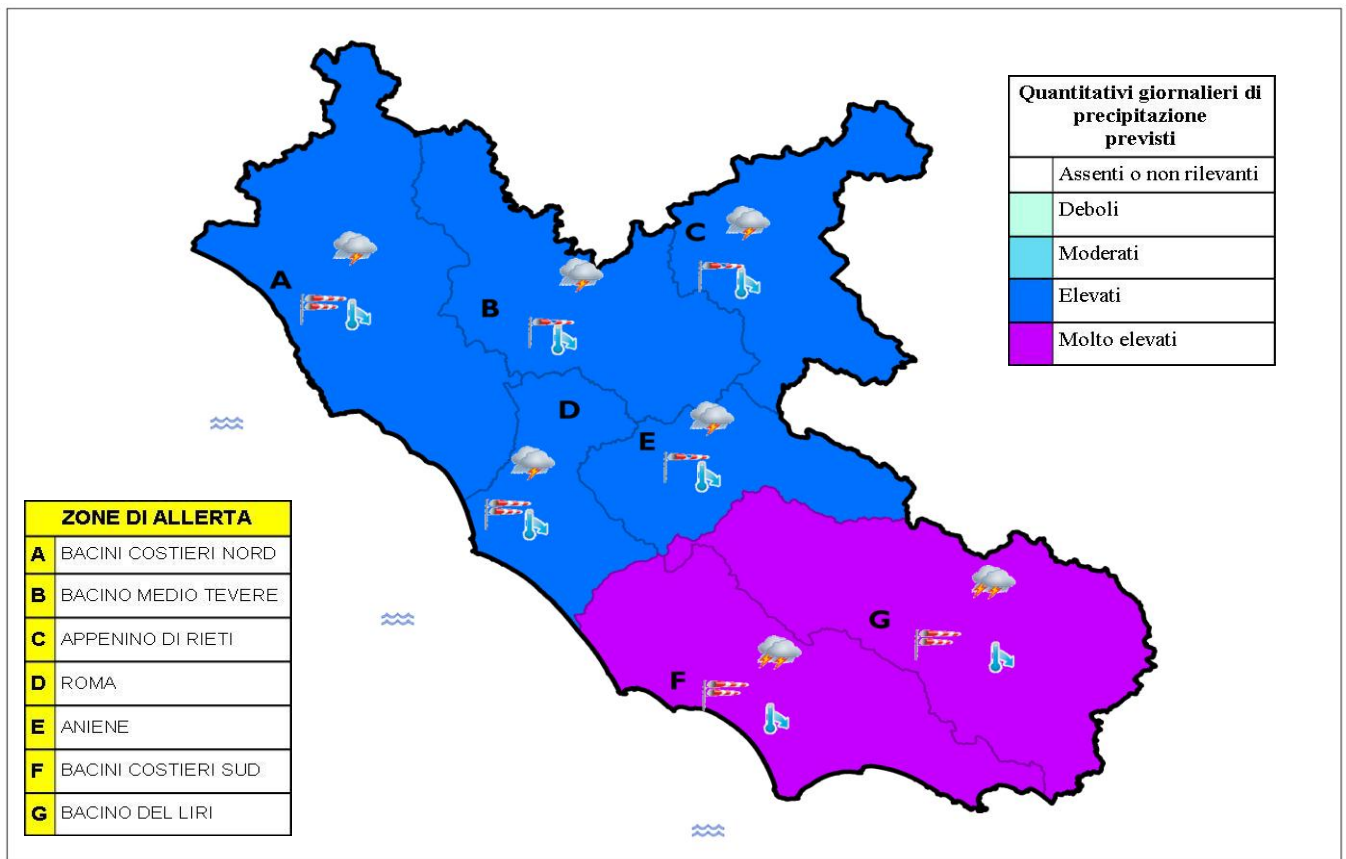 Quantitativi giornalieri di
precipitazione
previsti
Assenti o non rilevanti
Deboli
Moderati
Elevati
Molto elevati
A
B
C
D
E
F
G
ZONE DI ALLERTA
A BACINI COSTIERI NORD
B BACINO MEDIO TEVERE
C APPENINO DI RIETI
D ROMA
E ANIENE
F BACINI COSTIERI SUD
G BACINO DEL LIRI